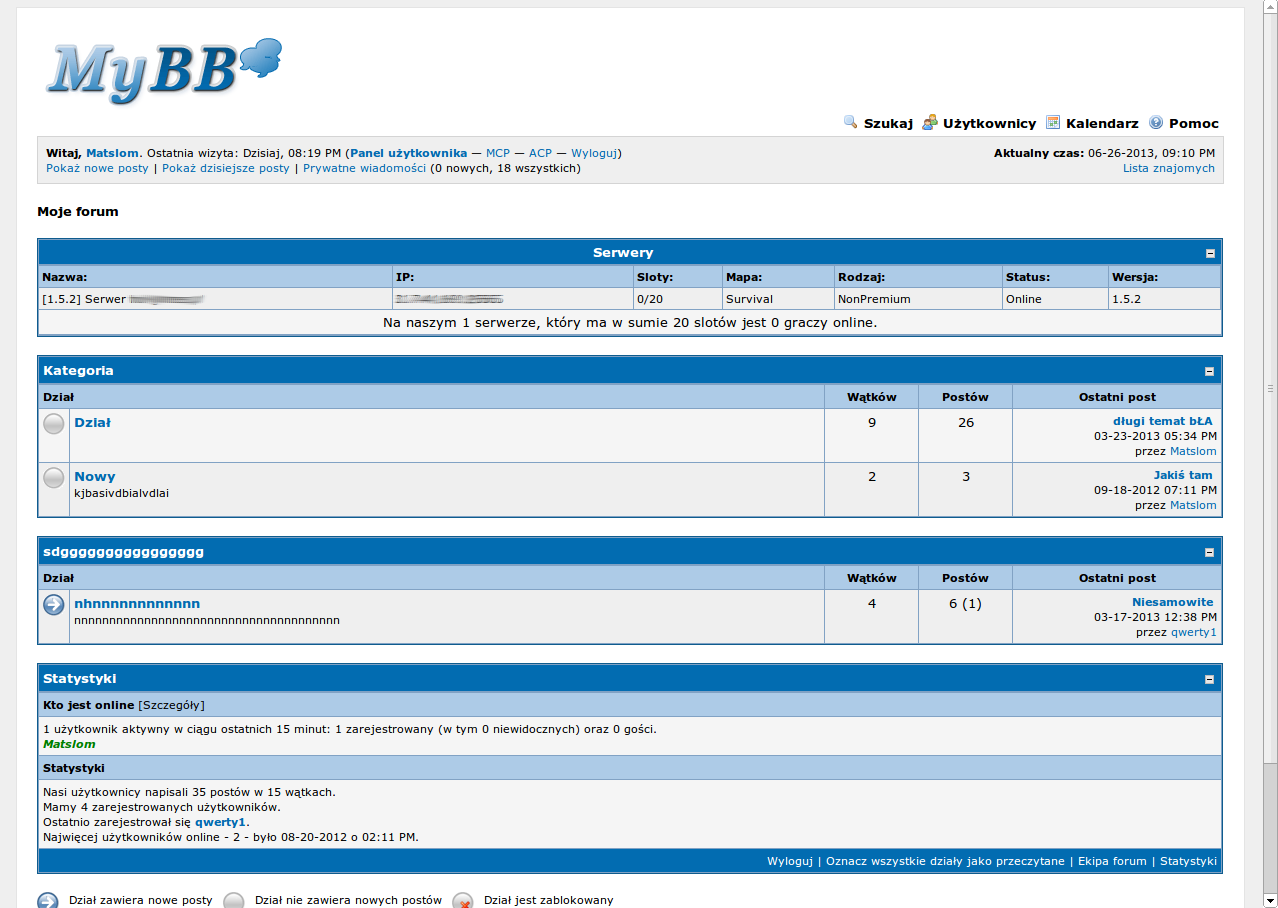 MyBB
Szukaj Użytkownicy Kalendarz Pomoc
Witaj, Matslom. Ostatnia wizyta: Dzisiaj, 08:19 PM (Panel użytkownika — MCP — ACP — Wyloguj)
Aktualny czas: 06-26-2013, 09:10 PM
Pokaż nowe posty | Pokaż dzisiejsze posty | Prywatne wiadomości (0 nowych, 18 wszystkich)
Lista znajomych
Moje forum
Serwery
Nazwa: IP: Sloty: Mapa: Rodzaj: Status: Wersja:
[1.5.2] Serwer 0/20 Survival NonPremium Online 1.5.2
Na naszym 1 serwerze, który ma w sumie 20 slotów jest 0 graczy online.
Kategoria
Dział Wątków Postów Ostatni post
Dział 9 26 długi temat bŁA
03-23-2013 05:34 PM
przez Matslom
Nowy 2 3 Jakiś tam
kjbasivdbialvdlai 09-18-2012 07:11 PM
przez Matslom
sdgggggggggggggggg
Dział Wątków Postów Ostatni post
nhnnnnnnnnnnnn 4 6 (1) Niesamowite
nnnnnnnnnnnnnnnnnnnnnnnnnnnnnnnnnnnnnn 03-17-2013 12:38 PM
przez qwerty1
Statystyki
Kto jest online [Szczegóły]
1 użytkownik aktywny w ciągu ostatnich 15 minut: 1 zarejestrowany (w tym 0 niewidocznych) oraz 0 gości.
Matslom
Statystyki
Nasi użytkownicy napisali 35 postów w 15 wątkach.
Mamy 4 zarejestrowanych użytkowników.
Ostatnio zarejestrował się qwerty1.
Najwięcej użytkowników online - 2 - było 08-20-2012 o 02:11 PM.
Wyloguj | Oznacz wszystkie działy jako przeczytane | Ekipa forum | Statystyki
Dział zawiera nowe posty Dział nie zawiera nowych postów Dział jest zablokowany